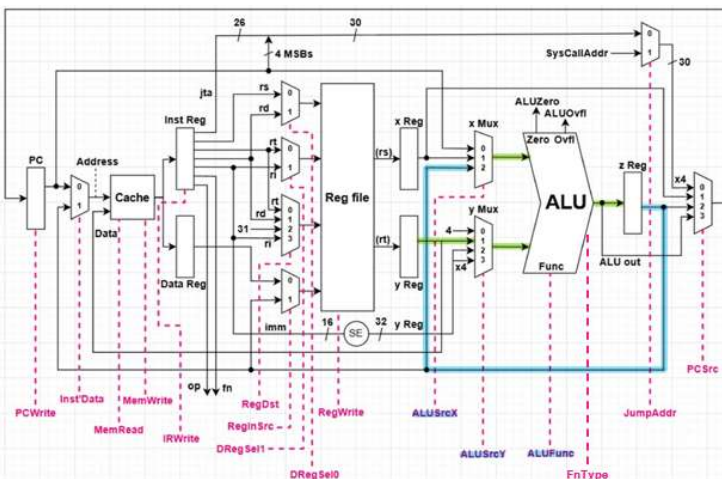 26
30
4 MSBs
SysCallAddr
0
1
30
jta
Inst Reg
rs
rd
0
1
x Reg
x Mux
ALUZero
ALUOvfl
Zero Ovfl
PC
Address
rt
ri
0
1
Reg file
(rs)
0
1
2
z Reg
x4
0
1
2
3
0
1
Cache
ALU
Data
rt
rd
31
ri
0
1
2
3
(rt)
y Mux
4
x4
0
1
2
3
Func
ALU out
Data Reg
0
1
y Reg
imm
16
SE
32
y Reg
op
fn
PCWrite
Inst'Data
MemWrite
MemRead
IRWrite
RegDst
RegInSrc
DRegSel1
DRegSel0
RegWrite
ALUSrcX
ALUSrcY
ALUFunc
FnType
JumpAddr
PCSrc